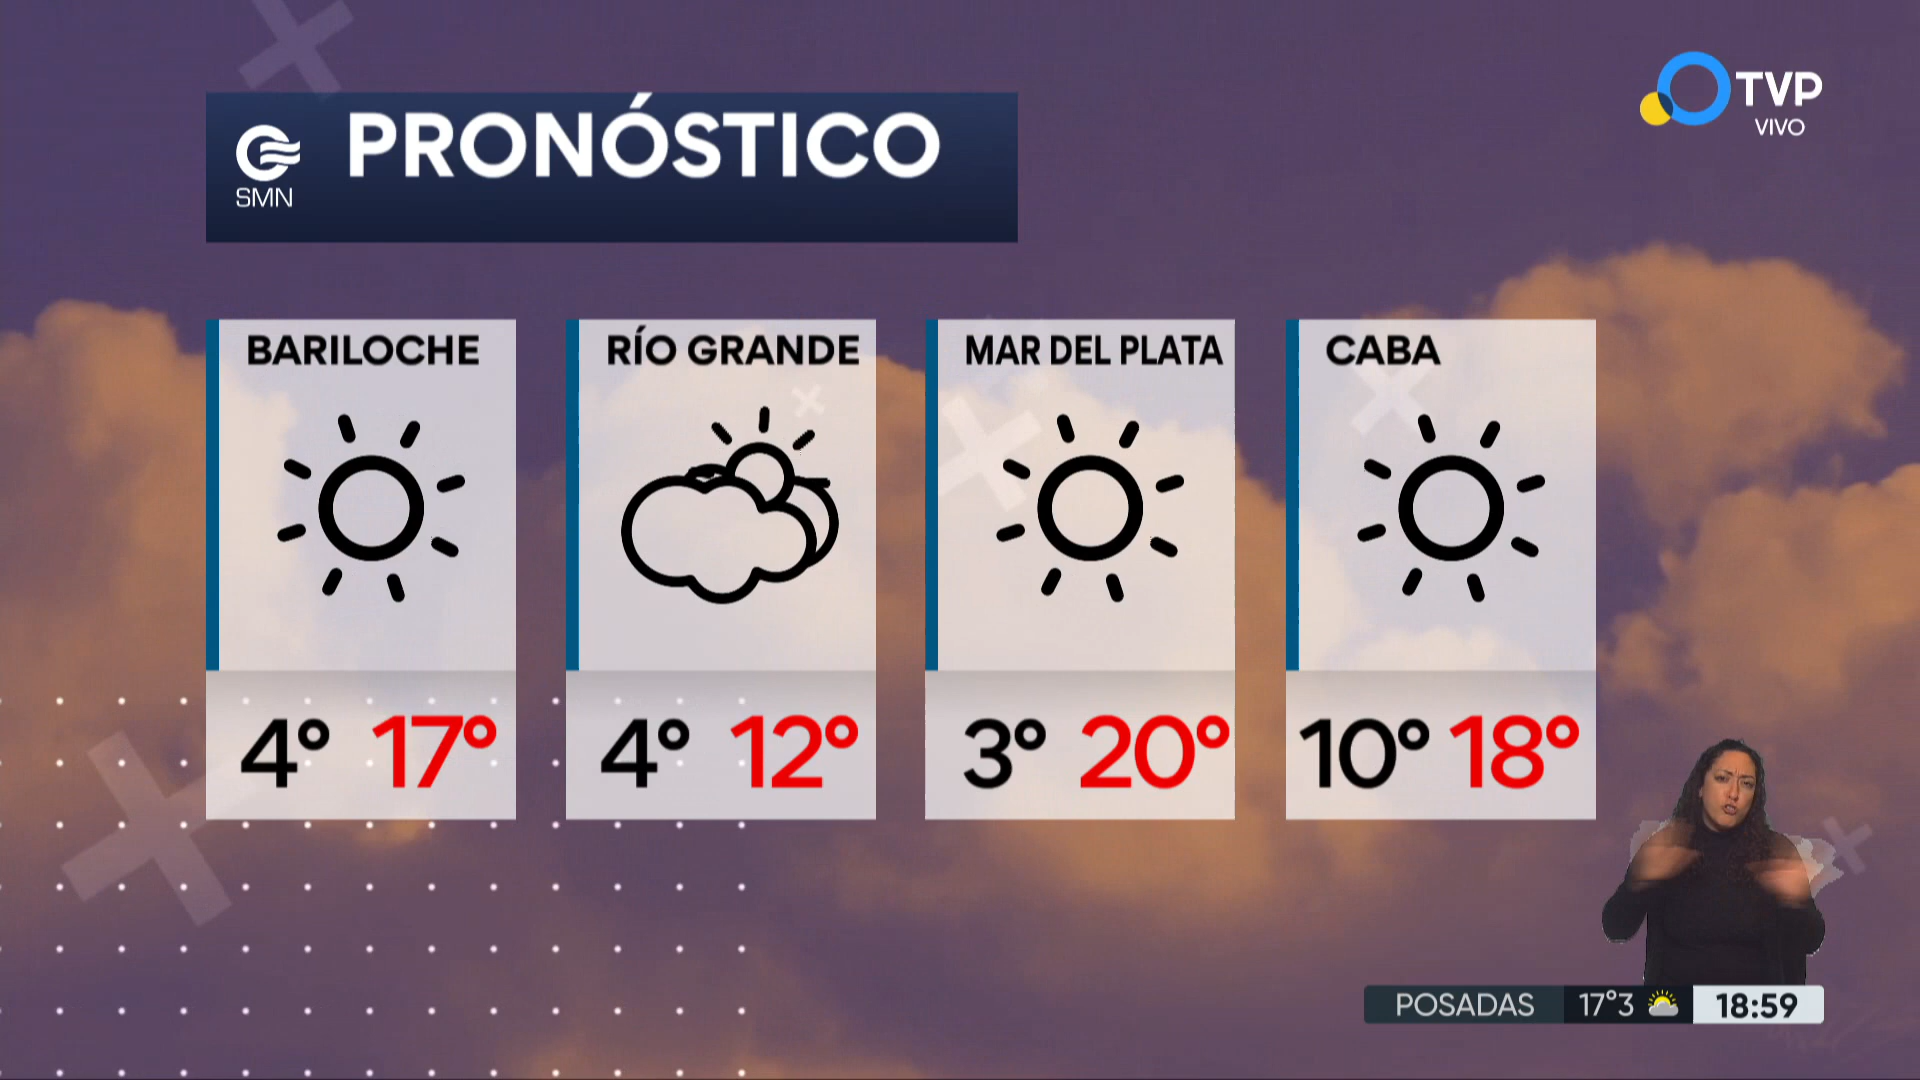 PRONÓSTICO
SMN
TVP
VIVO
BARILOCHE
4° 17°
RÍO GRANDE
4° 12°
MAR DEL PLATA
3° 20°
CABA
10° 18°
POSADAS 17°3 18:59